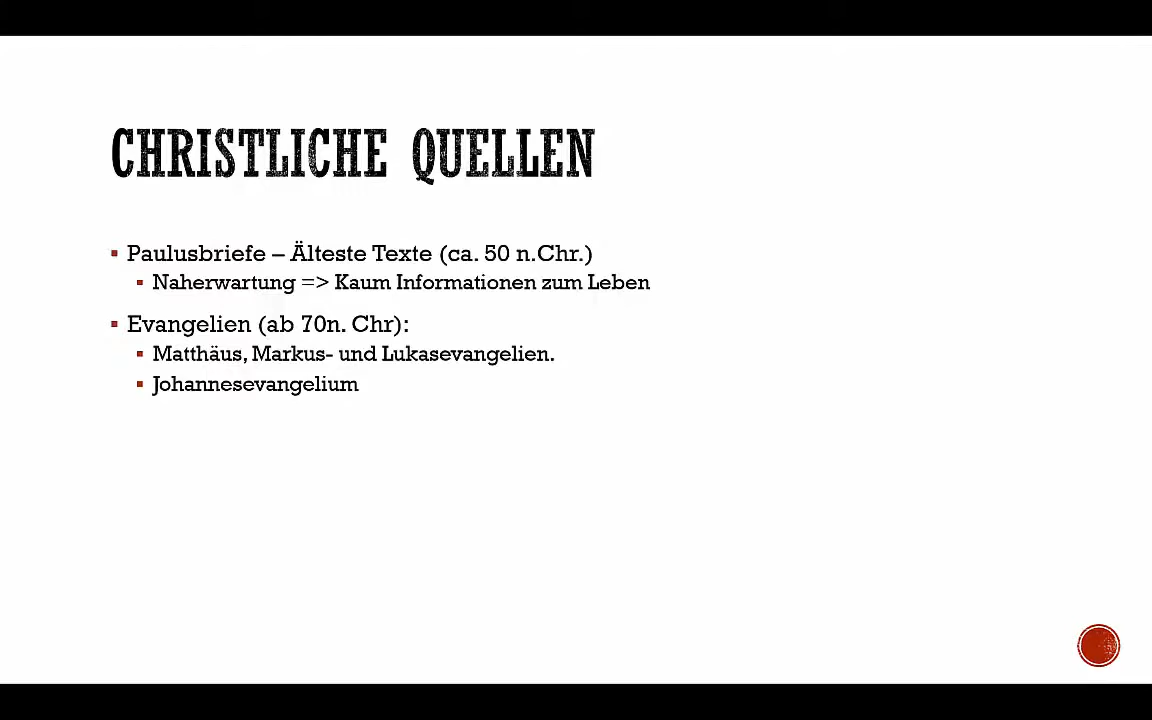 CHRISTLICHE QUELLEN
Paulusbriefe – Älteste Texte (ca. 50 n.Chr.)
Naherwartung => Kaum Informationen zum Leben
Evangelien (ab 70n. Chr):
Matthäus, Markus- und Lukasevangelien.
Johannesevangelium